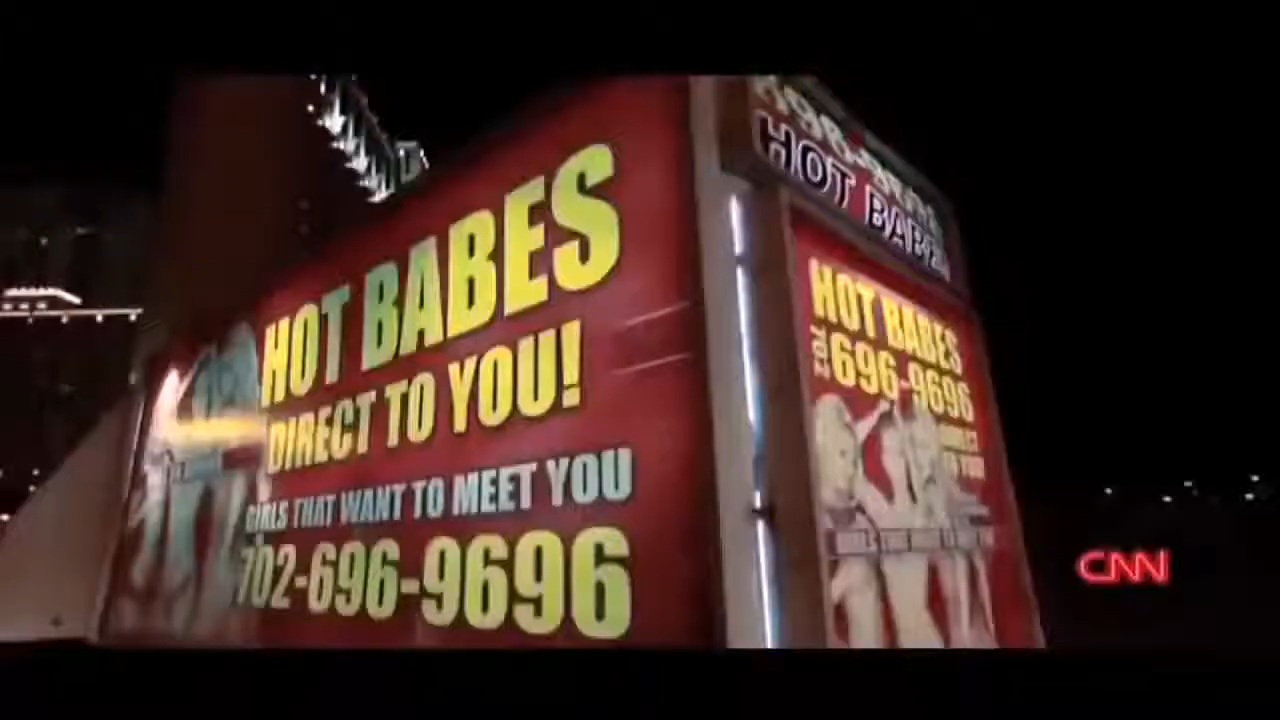 HOT BABES
DIRECT TO YOU!
GIRLS THAT WANT TO MEET YOU
702-696-9696
HOT BABES
HOT BABES
702
696-9696
DIRECT
TO YOU
CNN